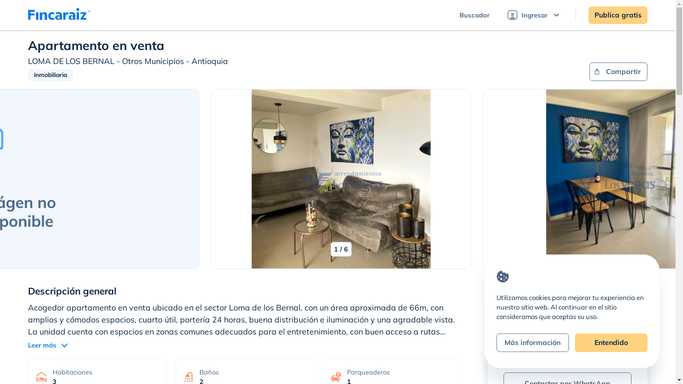 Fincaraiz
Buscador
Ingresar
Publica gratis
Apartamento en venta
LOMA DE LOS BERNAL - Otros Municipios - Antioquia
Inmobiliaria
Compartir
ágen no
ponible
arrendamientos
1 / 6
Descripción general
Acogedor apartamento en venta ubicado en el sector Loma de los Bernal, con un área aproximada de 66m, con
amplios y cómodos espacios, cuarto útil, portería 24 horas, buena distribución e iluminación y una agradable vista.
La unidad cuenta con espacios en zonas comunes adecuados para el entretenimiento, con buen acceso a rutas...
Leer más
Habitaciones
3
Baños
2
Parqueaderos
1
Utilizamos cookies para mejorar tu experiencia en
nuestro sitio web. Al continuar en el sitio
consideramos que aceptas su uso.
Más información
Entendido
Contactar por WhatsApp